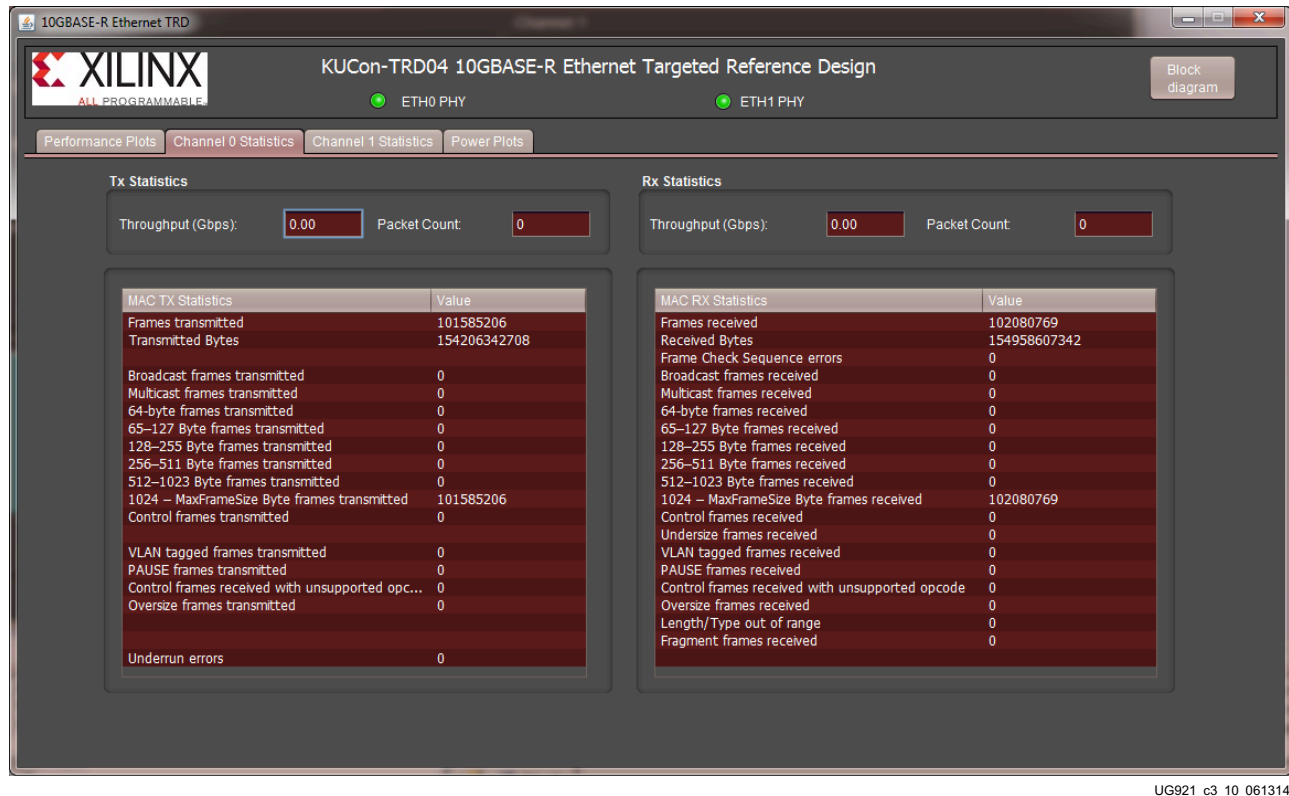 10GBASE-R Ethernet TRD
XILINX
ALL PROGRAMMABLE.
KUCon-TRD04 10GBASE-R Ethernet Targeted Reference Design
ETH0 PHY
ETH1 PHY
Block
diagram
Performance Plots Channel 0 Statistics Channel 1 Statistics Power Plots
Tx Statistics
Throughput (Gbps): 0.00 Packet Count: 0
MAC TX Statistics Value
Frames transmitted 101585206
Transmitted Bytes 154206342708
Broadcast frames transmitted 0
Multicast frames transmitted 0
64-byte frames transmitted 0
65–127 Byte frames transmitted 0
128–255 Byte frames transmitted 0
256–511 Byte frames transmitted 0
512–1023 Byte frames transmitted 0
1024 – MaxFrameSize Byte frames transmitted 101585206
Control frames transmitted 0
VLAN tagged frames transmitted 0
PAUSE frames transmitted 0
Control frames received with unsupported opc... 0
Oversize frames transmitted 0
Underrun errors 0
Rx Statistics
Throughput (Gbps): 0.00 Packet Count: 0
MAC RX Statistics Value
Frames received 102080769
Received Bytes 154958607342
Frame Check Sequence errors 0
Broadcast frames received 0
Multicast frames received 0
64-byte frames received 0
65–127 Byte frames received 0
128–255 Byte frames received 0
256–511 Byte frames received 0
512–1023 Byte frames received 0
1024 – MaxFrameSize Byte frames received 102080769
Control frames received 0
Undersize frames received 0
VLAN tagged frames received 0
PAUSE frames received 0
Control frames received with unsupported opcode 0
Oversize frames received 0
Length/Type out of range 0
Fragment frames received 0
UG921_c3_10_061314